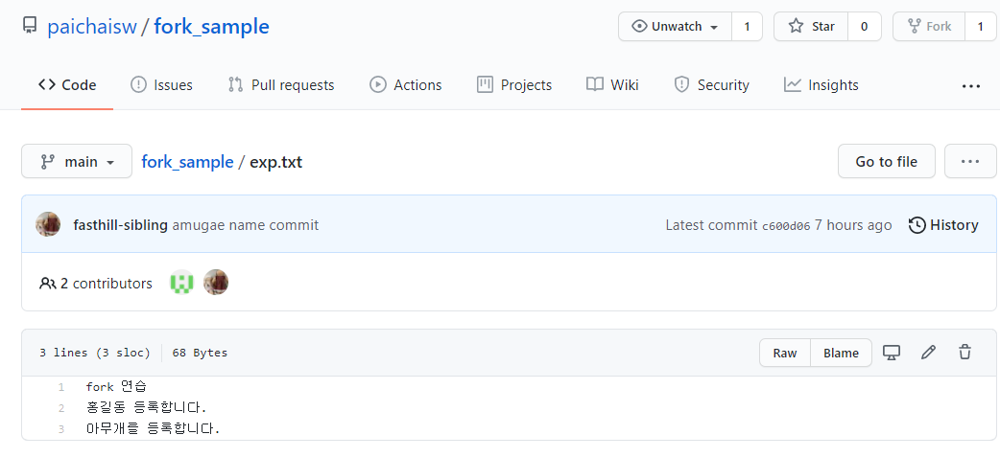 paichaisw / fork_sample
Unwatch 1 Star 0 Fork 1
Code Issues Pull requests Actions Projects Wiki Security Insights ...
main fork_sample / exp.txt Go to file ...
fasthill-sibling amugae name commit Latest commit c600d06 7 hours ago History
2 contributors
3 lines (3 sloc) 68 Bytes Raw Blame
1 fork 연습
2 홍길동 등록합니다.
3 아무개를 등록합니다.